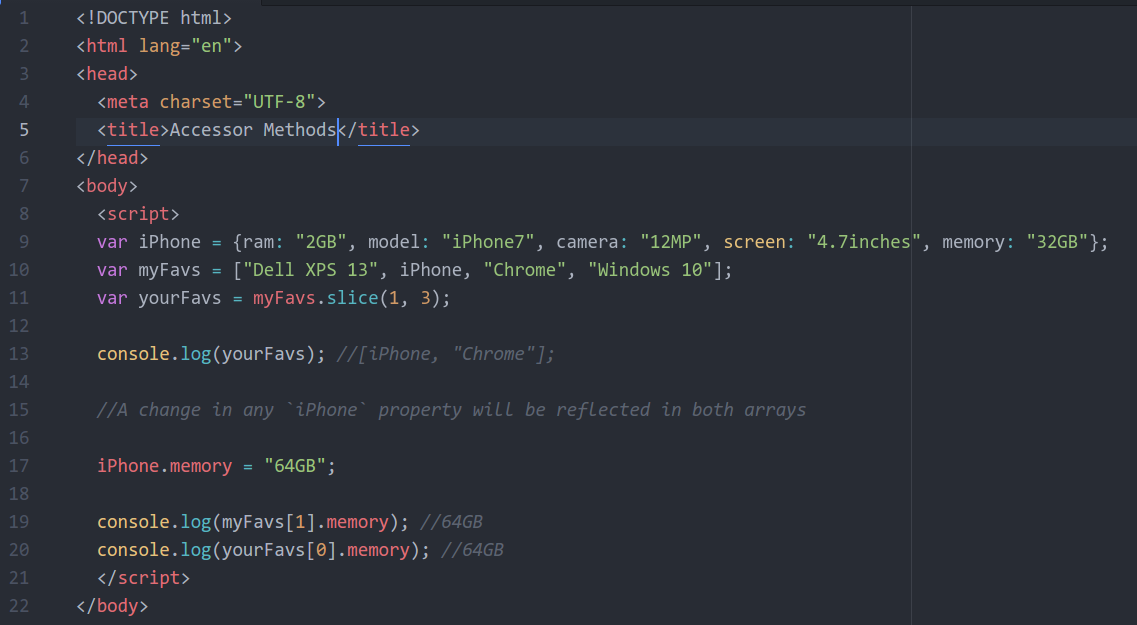 1 <!DOCTYPE html>
2 <html lang="en">
3 <head>
4 <meta charset="UTF-8">
5 <title>Accessor Methods</title>
6 </head>
7 <body>
8 <script>
9 var iPhone = {ram: "2GB", model: "iPhone7", camera: "12MP", screen: "4.7inches", memory: "32GB"};
10 var myFavs = ["Dell XPS 13", iPhone, "Chrome", "Windows 10"];
11 var yourFavs = myFavs.slice(1, 3);
12
13 console.log(yourFavs); //[iPhone, "Chrome"];
14
15 //A change in any `iPhone` property will be reflected in both arrays
16
17 iPhone.memory = "64GB";
18
19 console.log(myFavs[1].memory); //64GB
20 console.log(yourFavs[0].memory); //64GB
21 </script>
22 </body>